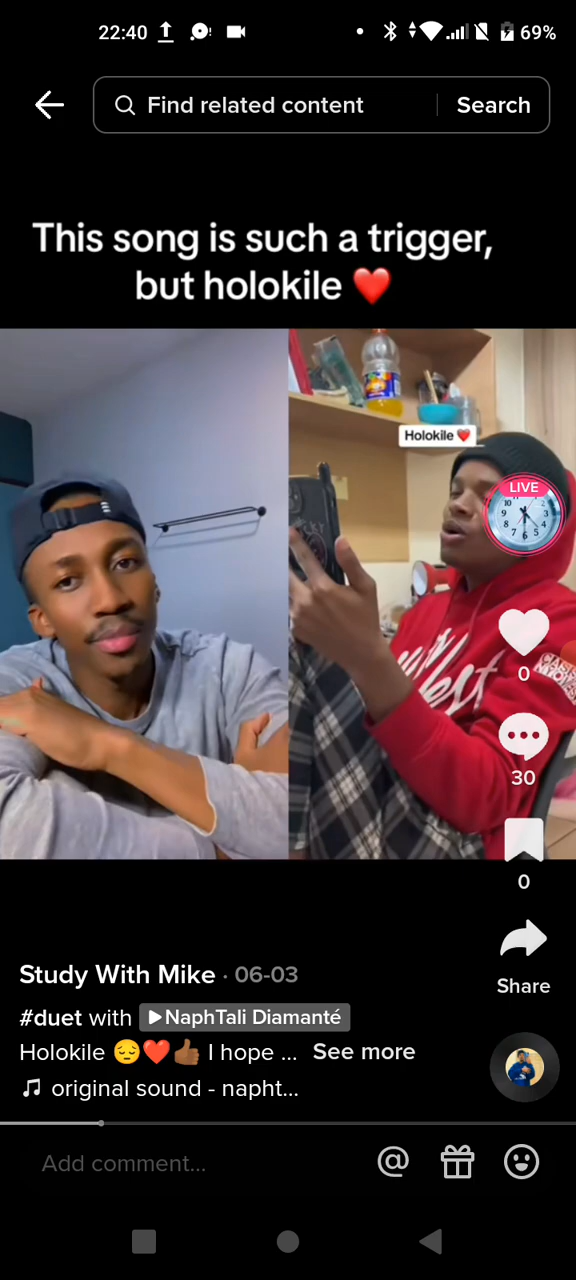 22:40
69%
Find related content
Search
This song is such a trigger,
but holokile ❤️
Holokile ❤️
LIVE
0
30
0
Share
Study With Mike · 06-03
#duet with ▶NaphTali Diamanté
Holokile 😔❤️👍🏾 I hope ... See more
original sound - napht...
Add comment...